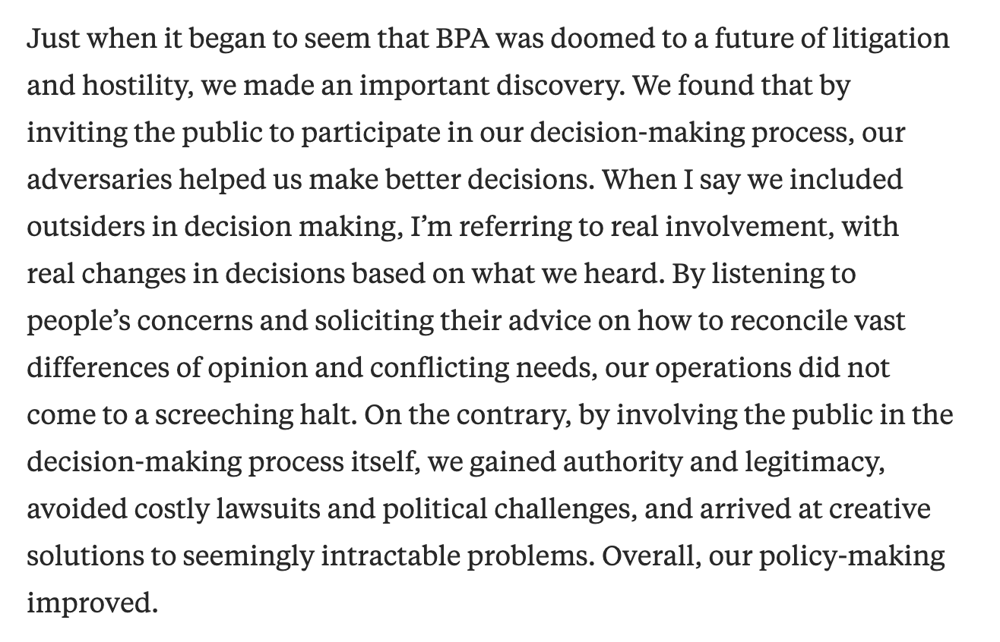 Just when it began to seem that BPA was doomed to a future of litigation
and hostility, we made an important discovery. We found that by
inviting the public to participate in our decision-making process, our
adversaries helped us make better decisions. When I say we included
outsiders in decision making, I’m referring to real involvement, with
real changes in decisions based on what we heard. By listening to
people’s concerns and soliciting their advice on how to reconcile vast
differences of opinion and conflicting needs, our operations did not
come to a screeching halt. On the contrary, by involving the public in the
decision-making process itself, we gained authority and legitimacy,
avoided costly lawsuits and political challenges, and arrived at creative
solutions to seemingly intractable problems. Overall, our policy-making
improved.